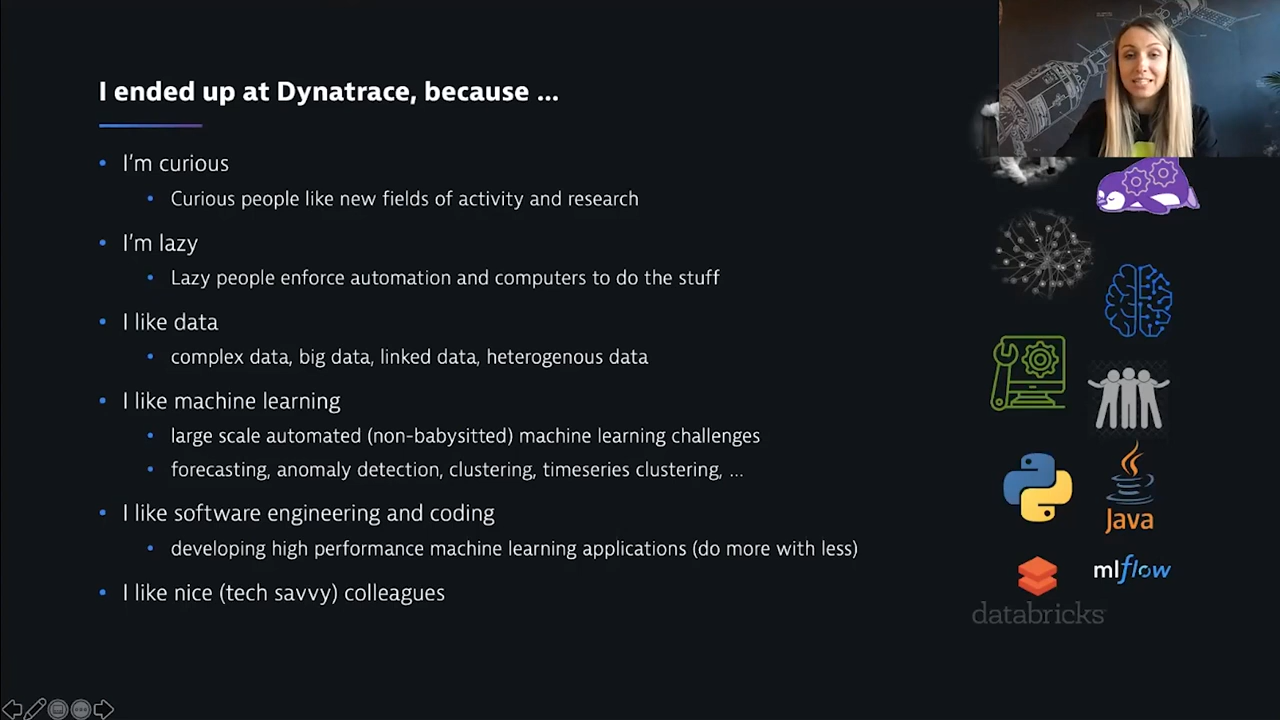 I ended up at Dynatrace, because ...
• I'm curious
• Curious people like new fields of activity and research
• I'm lazy
• Lazy people enforce automation and computers to do the stuff
• I like data
• complex data, big data, linked data, heterogenous data
• I like machine learning
• large scale automated (non-babysitted) machine learning challenges
• forecasting, anomaly detection, clustering, timeseries clustering, ...
• I like software engineering and coding
• developing high performance machine learning applications (do more with less)
• I like nice (tech savvy) colleagues
Java
mlflow
databricks